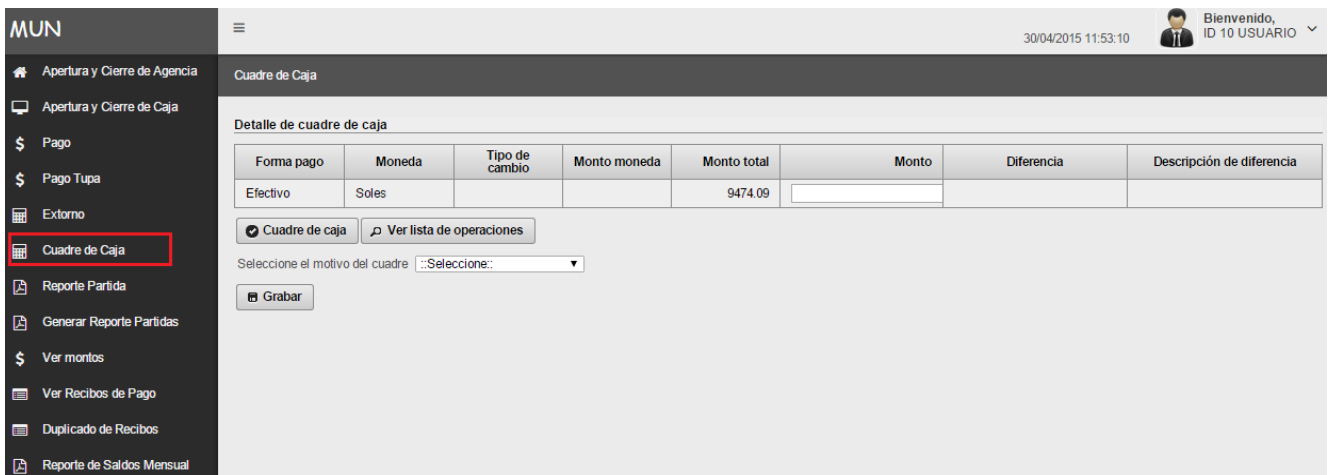 MUN
30/04/2015 11:53:10
Bienvenido,
ID 10 USUARIO
Apertura y Cierre de Agencia
Apertura y Cierre de Caja
Pago
Pago Tupa
Extorno
Cuadre de Caja
Reporte Partida
Generar Reporte Partidas
Ver montos
Ver Recibos de Pago
Duplicado de Recibos
Reporte de Saldos Mensual
Cuadre de Caja
Detalle de cuadre de caja
Forma pago Moneda Tipo de cambio Monto moneda Monto total Monto Diferencia Descripción de diferencia
Efectivo Soles 9474.09
Cuadre de caja Ver lista de operaciones
Seleccione el motivo del cuadre ::Seleccione::
Grabar